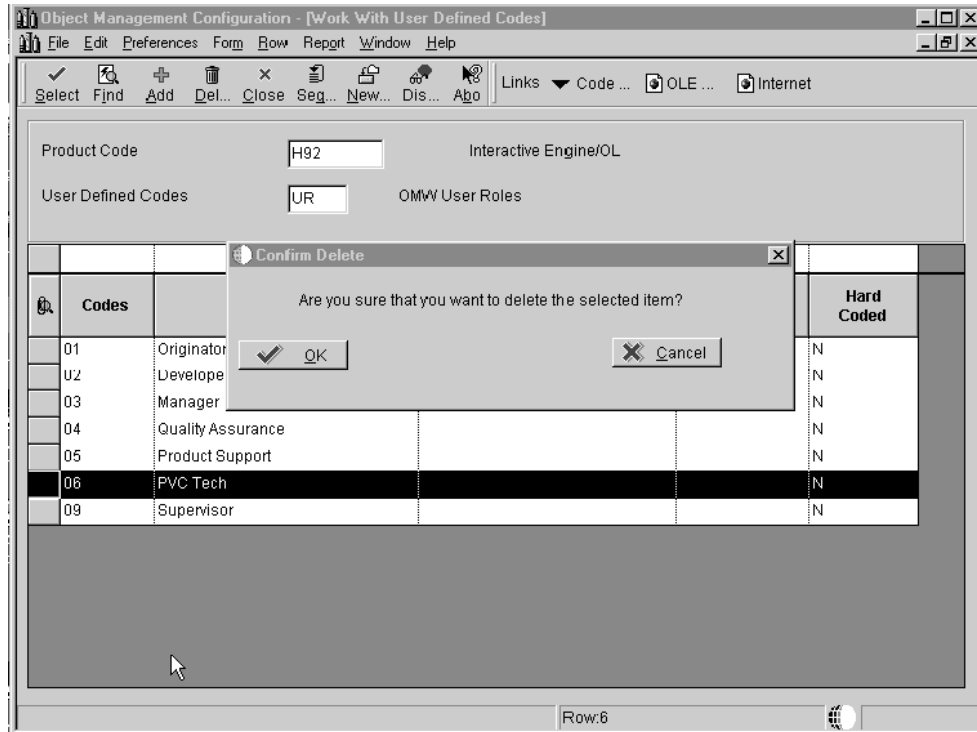 Object Management Configuration - [Work With User Defined Codes]
File Edit Preferences Form Row Report Window Help
Select Find Add Del... Close Seq... New... Dis... Abo Links Code ... OLE ... Internet
Product Code H92 Interactive Engine/OL
User Defined Codes UR OMW User Roles
Confirm Delete
Are you sure that you want to delete the selected item?
OK Cancel
Codes Hard Coded
01 Originator N
02 Develope N
03 Manager N
04 Quality Assurance N
05 Product Support N
06 PVC Tech N
09 Supervisor N
Row:6